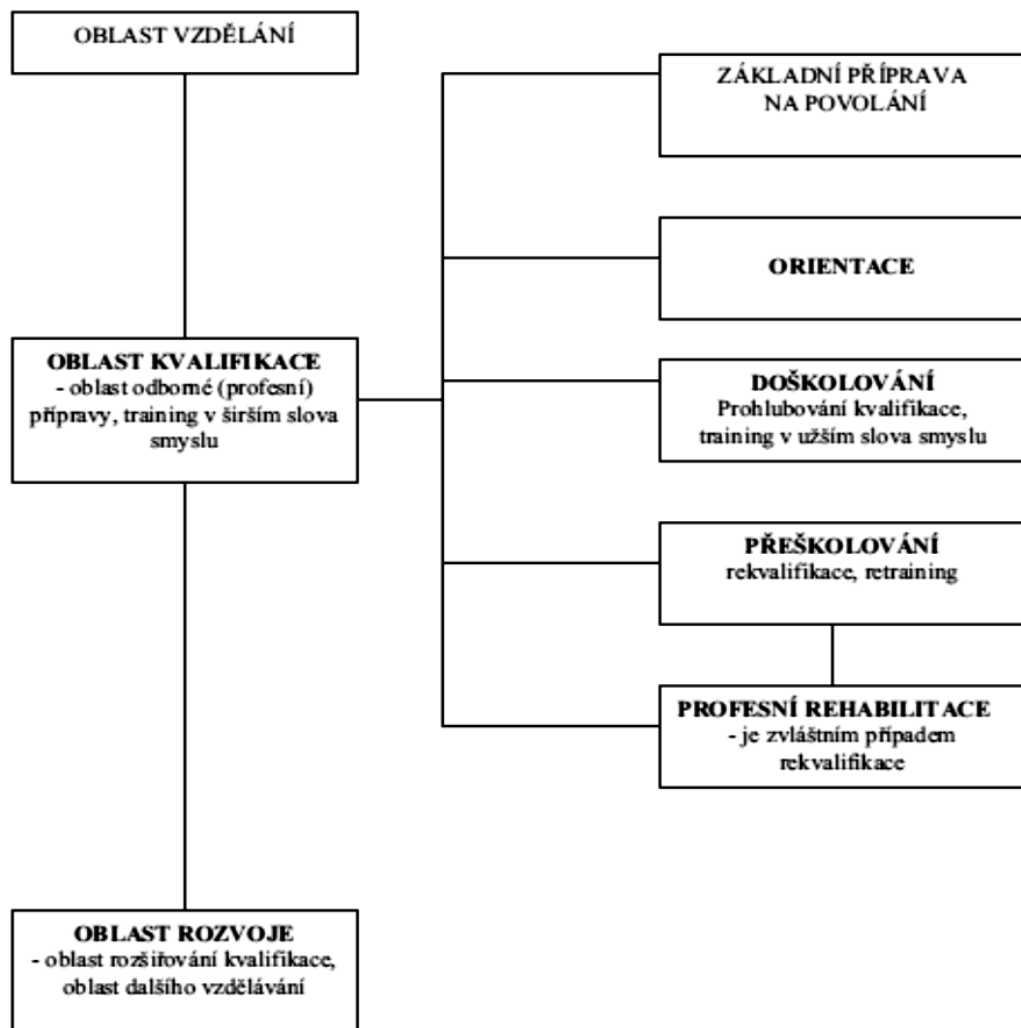 OBLAST VZDĚLÁNÍ
ZÁKLADNÍ PŘÍPRAVA
NA POVOLÁNÍ
ORIENTACE
OBLAST KVALIFIKACE
- oblast odborné (profesní)
přípravy, training v širším slova
smyslu
DOŠKOLOVÁNÍ
Prohlubování kvalifikace,
training v užším slova smyslu
PŘEŠKOLOVÁNÍ
rekvalifikace, retraining
PROFESNÍ REHABILITACE
- je zvláštním případem
rekvalifikace
OBLAST ROZVOJE
- oblast rozšiřování kvalifikace,
oblast dalšího vzdělávání